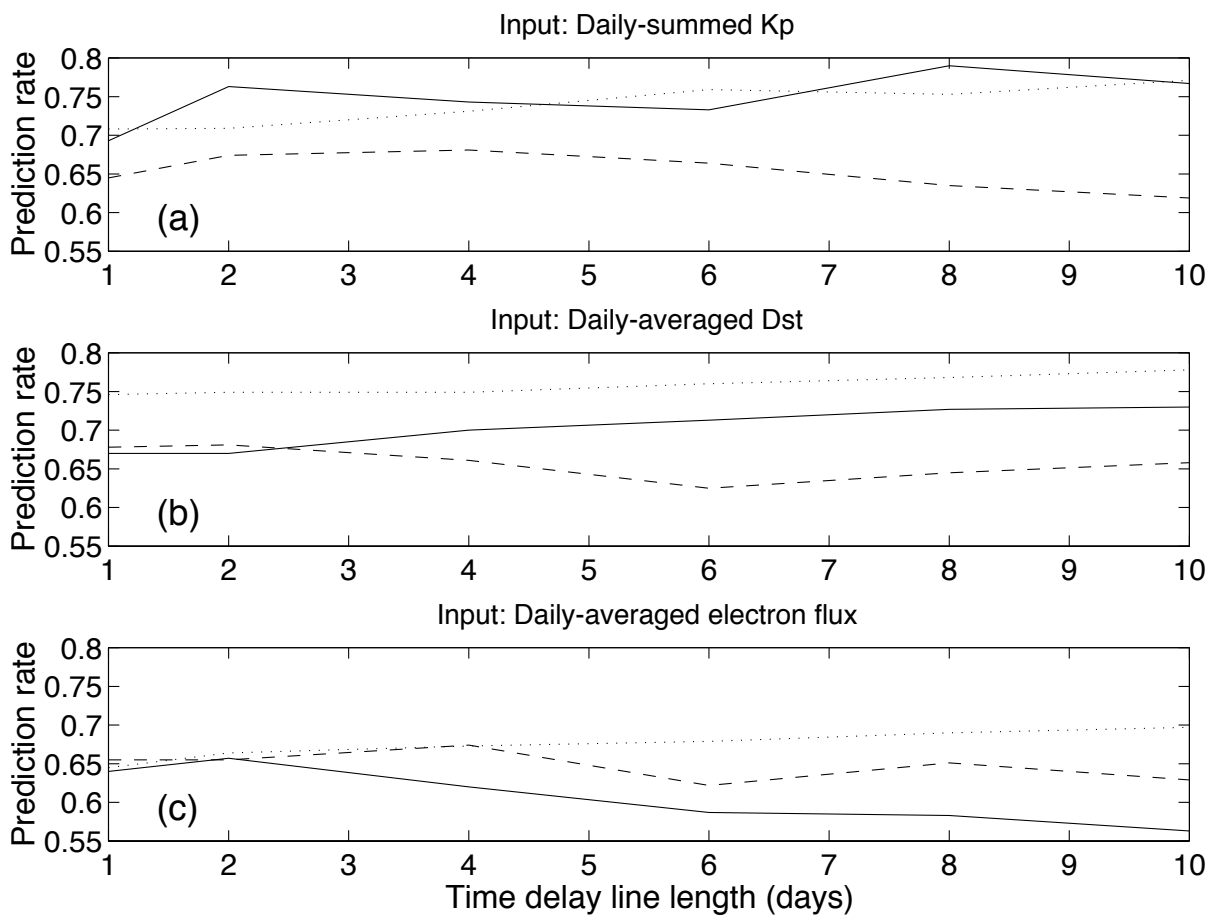 Input: Daily-summed Kp
Prediction rate
0.8
0.75
0.7
0.65
0.6
0.55
(a)
1 2 3 4 5 6 7 8 9 10
Input: Daily-averaged Dst
Prediction rate
0.8
0.75
0.7
0.65
0.6
0.55
(b)
1 2 3 4 5 6 7 8 9 10
Input: Daily-averaged electron flux
Prediction rate
0.8
0.75
0.7
0.65
0.6
0.55
(c)
1 2 3 4 5 6 7 8 9 10
Time delay line length (days)